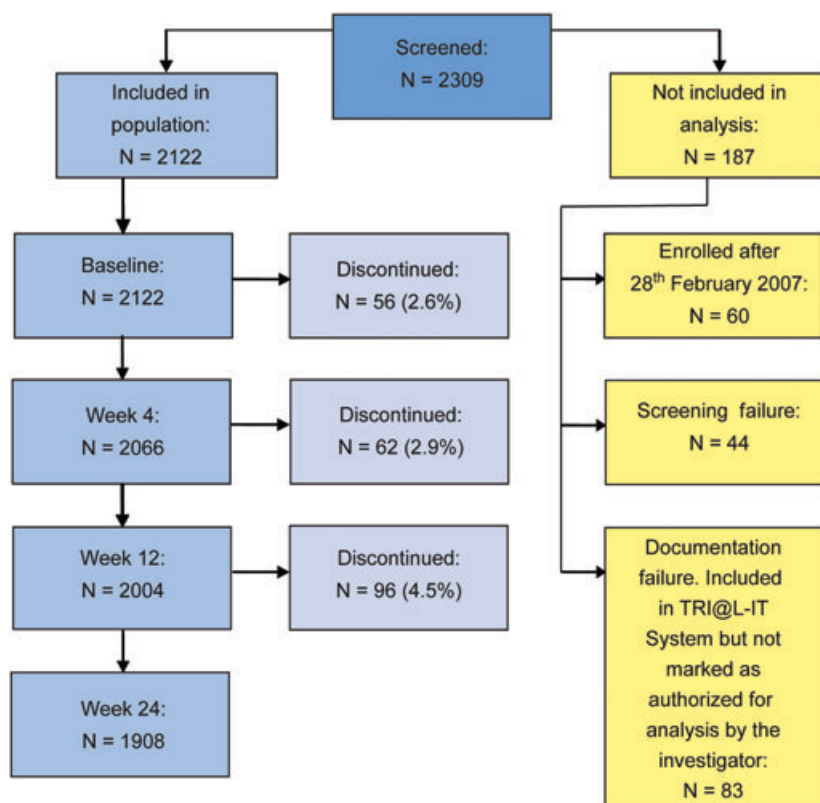 Screened:
N = 2309
Included in
population:
N = 2122
Not included in
analysis:
N = 187
Baseline:
N = 2122
Discontinued:
N = 56 (2.6%)
Enrolled after
28th February 2007:
N = 60
Week 4:
N = 2066
Discontinued:
N = 62 (2.9%)
Screening failure:
N = 44
Week 12:
N = 2004
Discontinued:
N = 96 (4.5%)
Documentation
failure. Included
in TRI@L-IT
System but not
marked as
authorized for
analysis by the
investigator:
N = 83
Week 24:
N = 1908